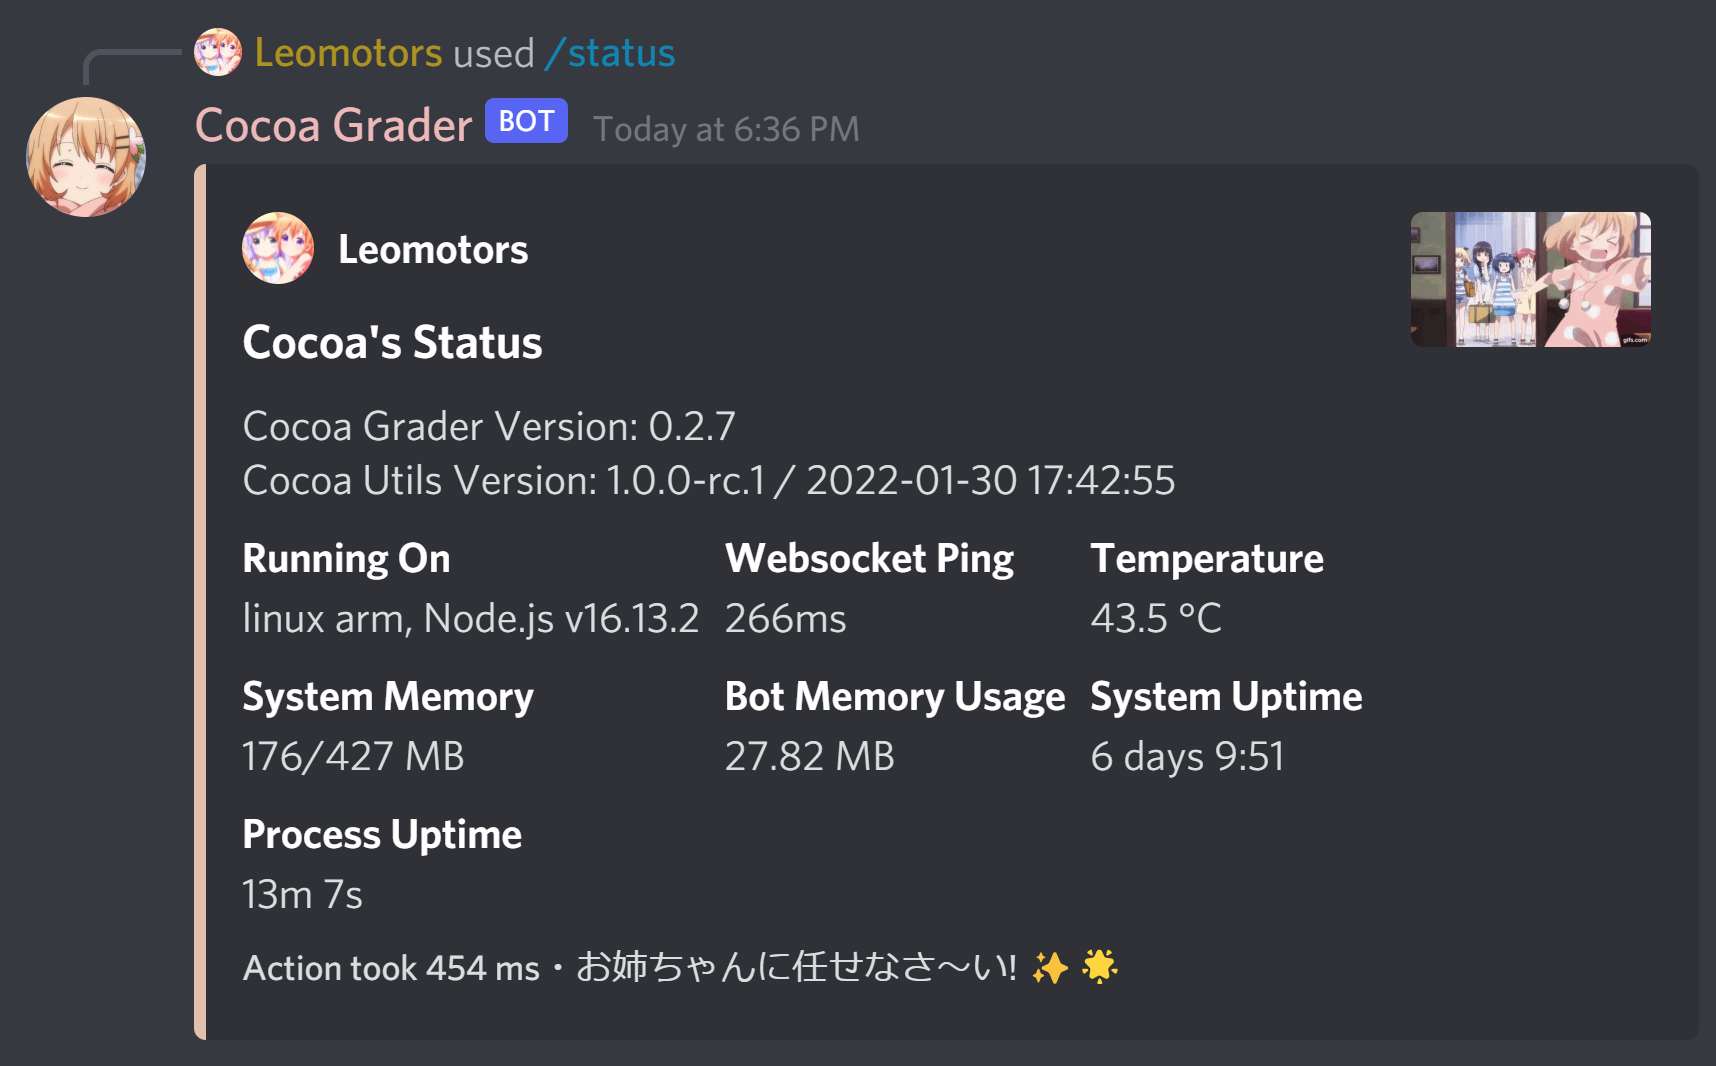 Leomotors used /status
Cocoa Grader BOT Today at 6:36 PM
Leomotors
Cocoa's Status
Cocoa Grader Version: 0.2.7
Cocoa Utils Version: 1.0.0-rc.1 / 2022-01-30 17:42:55
Running On Websocket Ping Temperature
linux arm, Node.js v16.13.2 266ms 43.5 °C
System Memory Bot Memory Usage System Uptime
176/427 MB 27.82 MB 6 days 9:51
Process Uptime
13m 7s
Action took 454 ms • お姉ちゃんに任せなさ〜い! ✨ 🌟
gifs.com